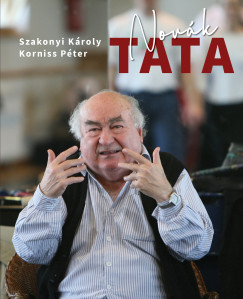 Szakonyi Károly
Korniss Péter
Novák
TATA